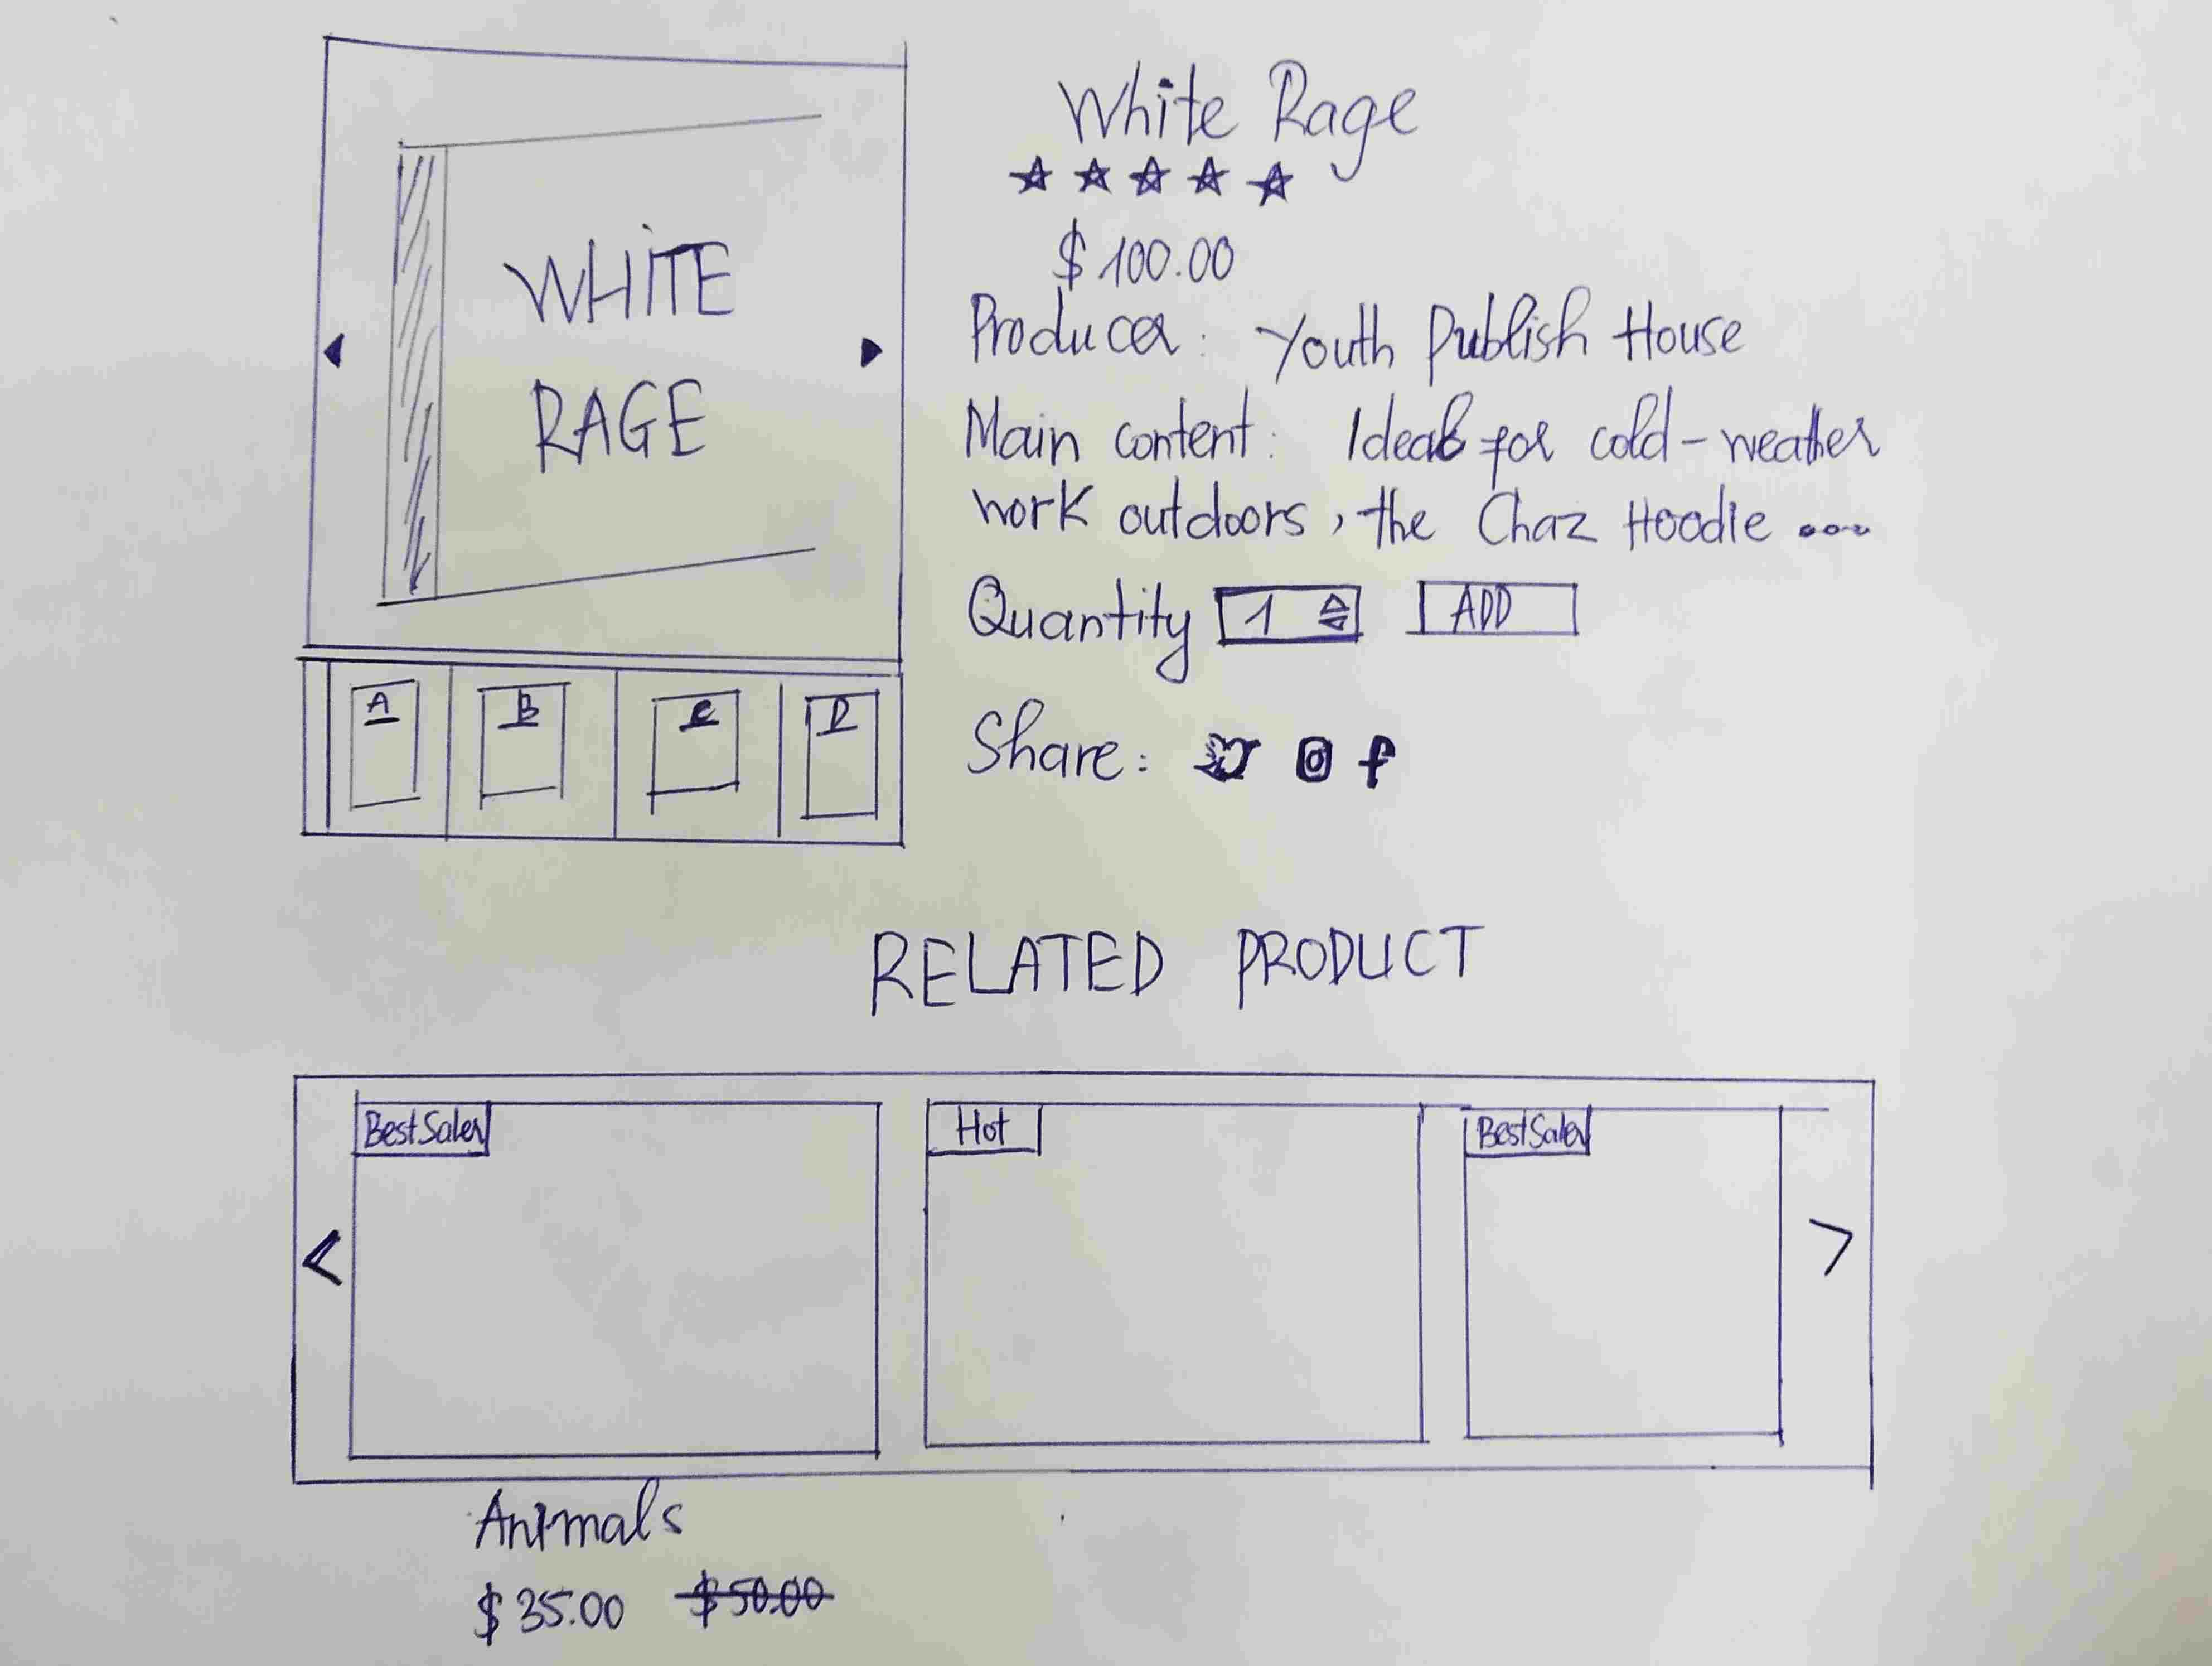 WHITE
RAGE
A B C D
White Rage
$100.00
Producer: Youth Publish House
Main content: Ideal for cold-weather
work outdoors, the Chaz Hoodie ...
Quantity 1 ADD
Share:
RELATED PRODUCT
Best Saler Hot Best Saler
< >
Animals
$35.00 $50.00